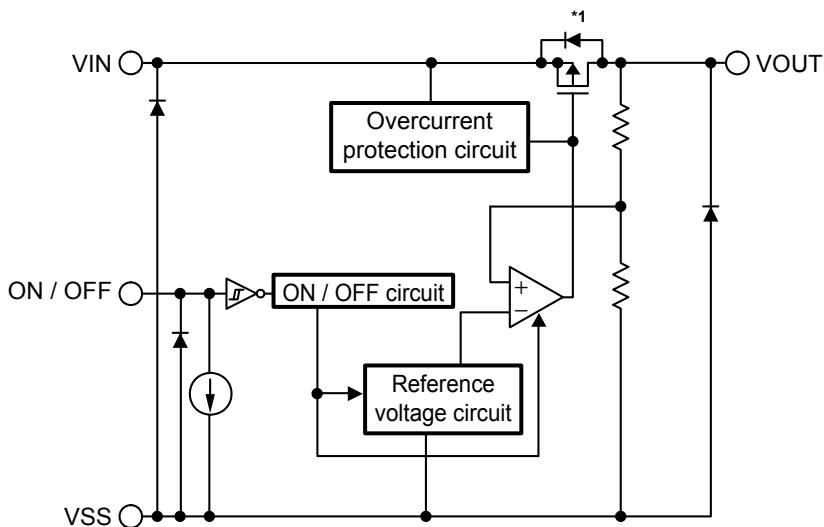 *1
VIN
VOUT
Overcurrent
protection circuit
ON / OFF
ON / OFF circuit
+
−
Reference
voltage circuit
VSS